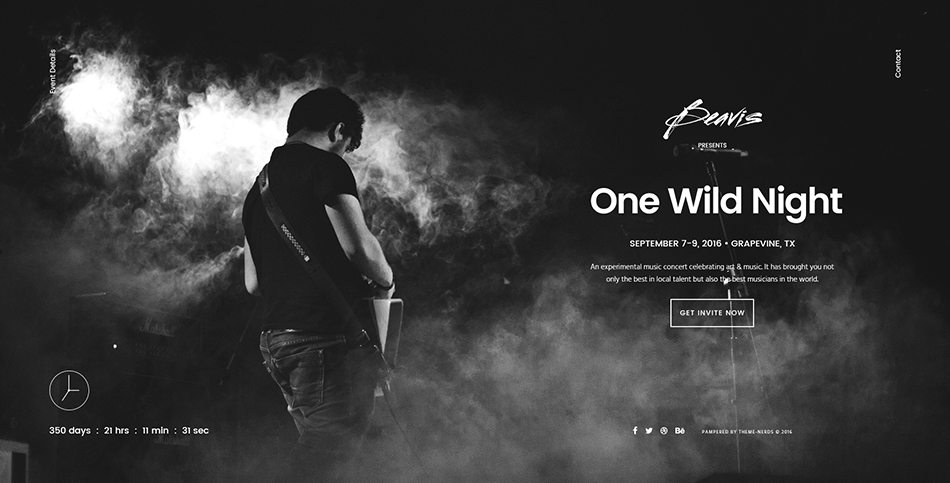 Event Details
Contact
Beavis
PRESENTS
One Wild Night
SEPTEMBER 7-9, 2016 • GRAPEVINE, TX
An experimental music concert celebrating art & music. It has brought you not
only the best in local talent but also the best musicians in the world.
GET INVITE NOW
350 days : 21 hrs : 11 min : 31 sec
PAMPERED BY THEME-NERDS © 2016